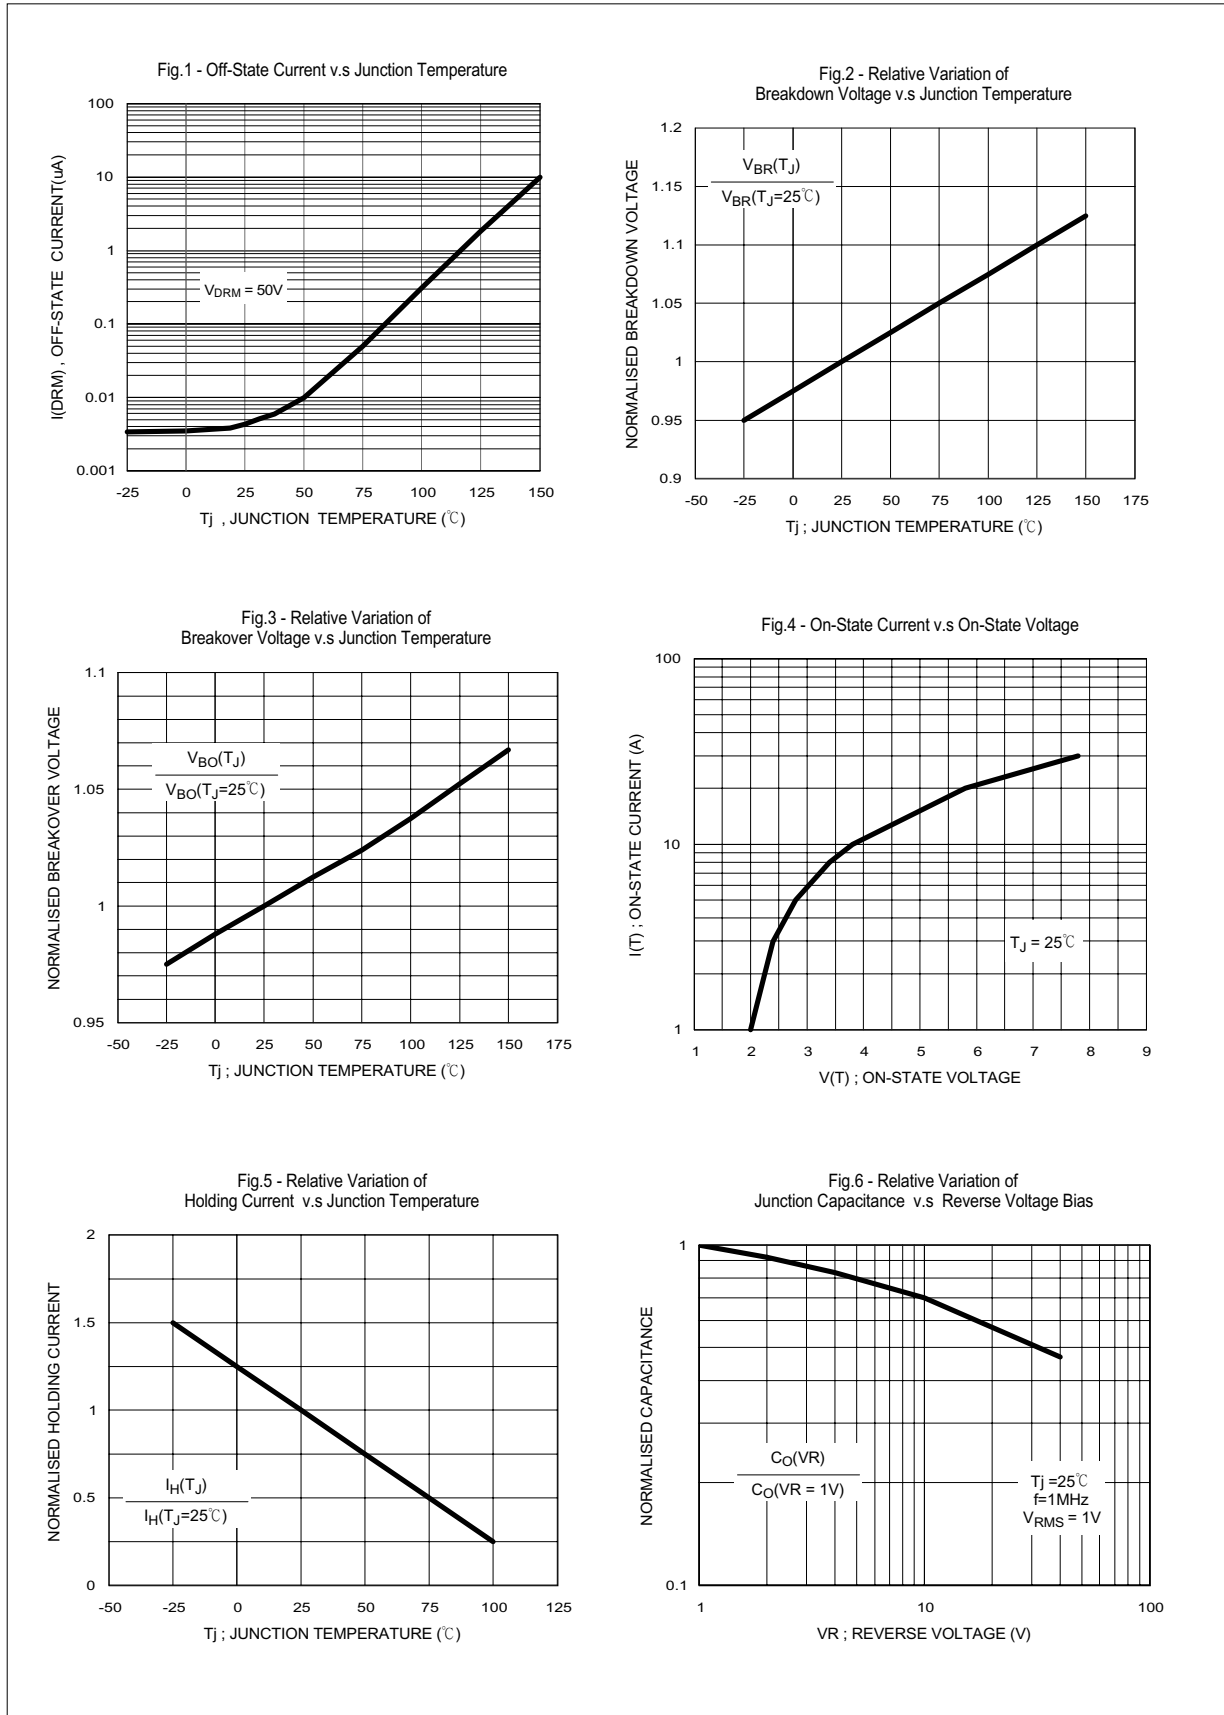 Fig.1 - Off-State Current v.s Junction Temperature
100
10
1
0.1
0.01
0.001
I(DRM) , OFF-STATE CURRENT(uA)
VDRM = 50V
-25 0 25 50 75 100 125 150
Tj , JUNCTION TEMPERATURE (℃)
Fig.2 - Relative Variation of
Breakdown Voltage v.s Junction Temperature
1.2
1.15
1.1
1.05
1
0.95
0.9
NORMALISED BREAKDOWN VOLTAGE
VBR(TJ)
VBR(TJ=25℃)
-50 -25 0 25 50 75 100 125 150 175
Tj ; JUNCTION TEMPERATURE (℃)
Fig.3 - Relative Variation of
Breakover Voltage v.s Junction Temperature
1.1
1.05
1
0.95
NORMALISED BREAKOVER VOLTAGE
VBO(TJ)
VBO(TJ=25℃)
-50 -25 0 25 50 75 100 125 150 175
Tj ; JUNCTION TEMPERATURE (℃)
Fig.4 - On-State Current v.s On-State Voltage
100
10
1
I(T) ; ON-STATE CURRENT (A)
TJ = 25℃
1 2 3 4 5 6 7 8 9
V(T) ; ON-STATE VOLTAGE
Fig.5 - Relative Variation of
Holding Current v.s Junction Temperature
2
1.5
1
0.5
0
NORMALISED HOLDING CURRENT
IH(TJ)
IH(TJ=25℃)
-50 -25 0 25 50 75 100 125
Tj ; JUNCTION TEMPERATURE (℃)
Fig.6 - Relative Variation of
Junction Capacitance v.s Reverse Voltage Bias
1
0.1
NORMALISED CAPACITANCE
CO(VR)
CO(VR = 1V)
Tj =25℃
f=1MHz
VRMS = 1V
1 10 100
VR ; REVERSE VOLTAGE (V)